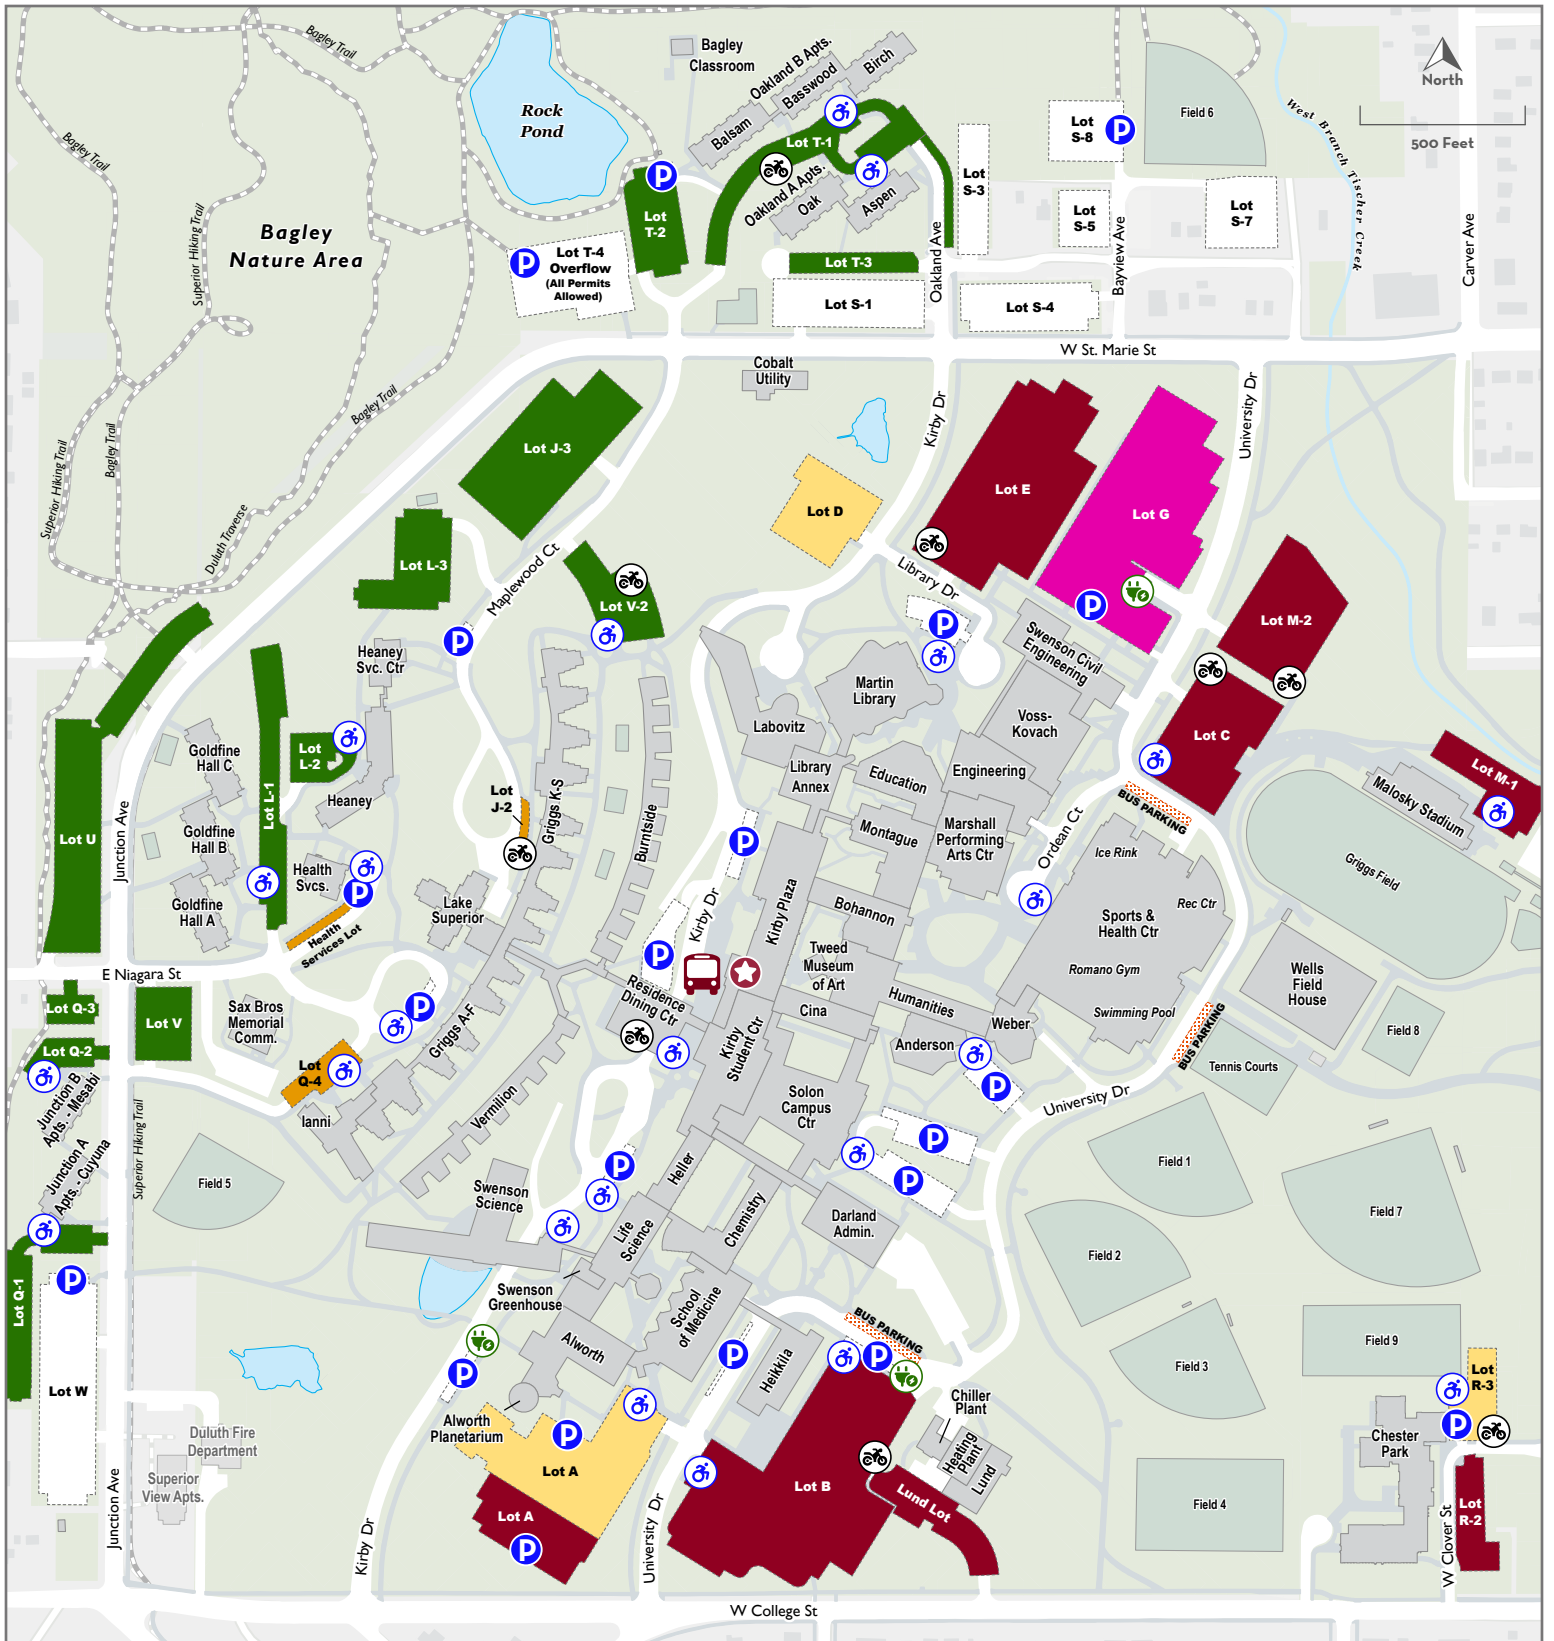 Bagley Trail
Bagley
Classroom
Oakland B Apts.
Basswood
Birch
Balsam
Rock
Pond
Lot T-1
Oakland A Apts.
Oak
Aspen
Lot
T-2
P
Lot
S-3
Lot
S-8
P
Field 6
West Branch Tischer Creek
North
500 Feet
Lot
S-5
Lot
S-7
Bayview Ave
Oakland Ave
Carver Ave
Bagley Trail
Superior Hiking Trail
Bagley
Nature Area
P
Lot T-4
Overflow
(All Permits
Allowed)
Lot T-3
Lot S-1
Lot S-4
W St. Marie St
Cobalt
Utility
Bagley Trail
Superior Hiking Trail
Bagley Trail
Duluth Traverse
Lot J-3
Kirby Dr
University Dr
Lot D
Lot E
Lot G
Lot L-3
Maplewood Ct
Lot V-2
Library Dr
P
P
P
Lot M-2
Swenson Civil
Engineering
Heaney
Svc. Ctr
Martin
Library
Labovitz
Voss-
Kovach
Lot C
Goldfine
Hall C
Lot
L-2
Lot L-1
Heaney
Lot
J-2
Griggs K-S
Burntside
Library
Annex
Education
Engineering
BUS PARKING
Lot M-1
Malosky Stadium
Lot U
Junction Ave
Goldfine
Hall B
Goldfine
Hall A
Health
Svcs.
P
Health
Services Lot
Lake
Superior
P
Montague
Marshall
Performing
Arts Ctr
Ordean Ct
Ice Rink
Rec Ctr
Sports &
Health Ctr
Romano Gym
Swimming Pool
Griggs Field
Kirby Dr
Kirby Plaza
Bohannon
Tweed
Museum
of Art
P
E Niagara St
Lot Q-3
Lot V
Sax Bros
Memorial
Comm.
P
Griggs A-F
Residence
Dining Ctr
Kirby
Student Ctr
Cina
Humanities
Anderson
Weber
P
BUS PARKING
Wells
Field
House
Field 8
Tennis Courts
Lot Q-2
Junction B
Apts. - Mesabi
Lot
Q-4
Ianni
Vermilion
Solon
Campus
Ctr
University Dr
P
P
Junction A
Apts. - Cuyuna
Superior Hiking Trail
Field 5
Swenson
Science
P
Heller
Life
Science
Chemistry
Darland
Admin.
Field 1
Field 2
Field 7
P
Lot Q-1
Swenson
Greenhouse
School
of Medicine
Alworth
P
Heikkila
BUS PARKING
P
Field 3
Field 9
Lot
R-3
P
Lot W
P
Alworth
Planetarium
P
Lot A
Chiller
Plant
Heating
Plant
Lund
Chester
Park
Duluth Fire
Department
Superior
View Apts.
Lot A
P
Lot B
Lund Lot
Field 4
Lot
R-2
Junction Ave
Kirby Dr
University Dr
W Clover St
W College St